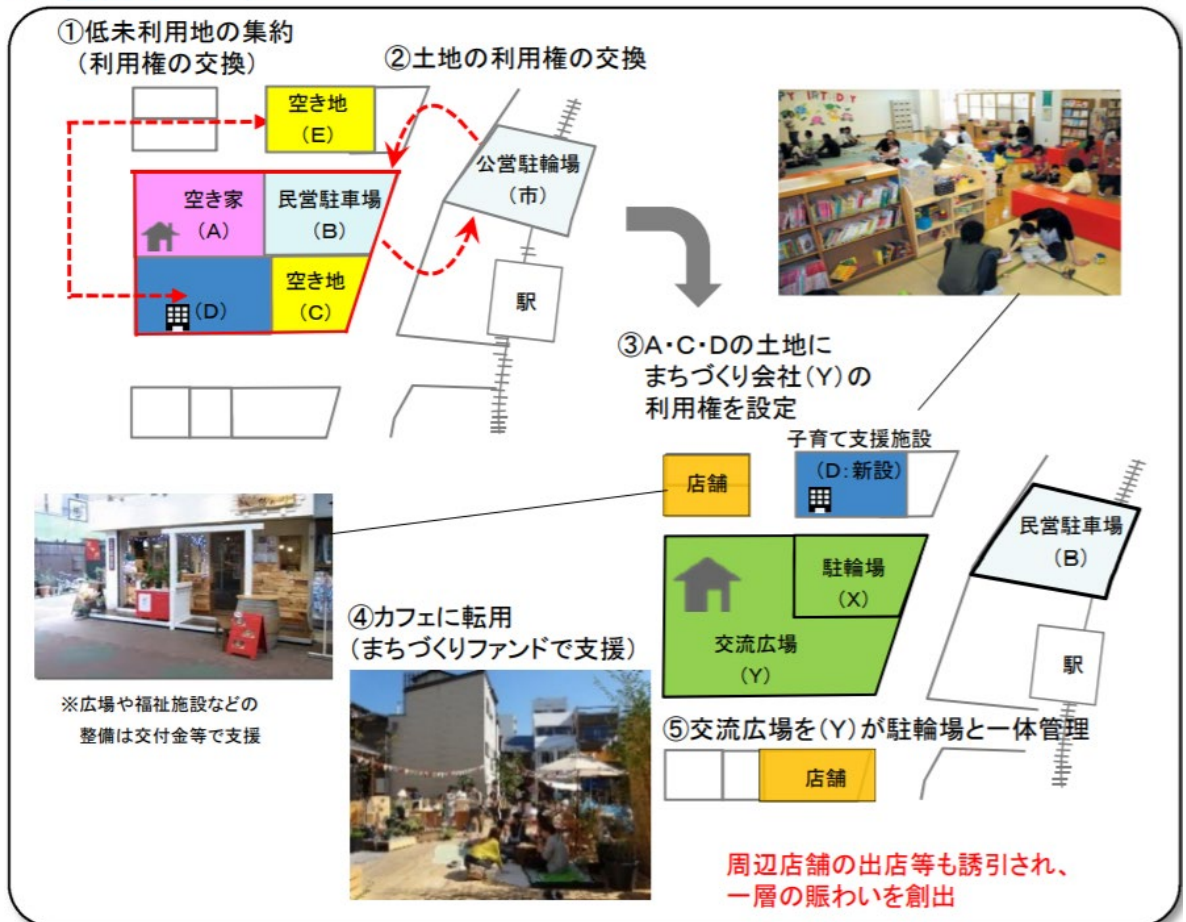 ①低未利用地の集約
(利用権の交換)
②土地の利用権の交換
空き地
(E)
公営駐輪場
(市)
空き家
(A)
民営駐車場
(B)
(D)
空き地
(C)
駅
③A・C・Dの土地に
まちづくり会社(Y)の
利用権を設定
子育て支援施設
店舗
(D:新設)
民営駐車場
(B)
駐輪場
(X)
交流広場
(Y)
駅
④カフェに転用
(まちづくりファンドで支援)
※広場や福祉施設などの
整備は交付金等で支援
⑤交流広場を(Y)が駐輪場と一体管理
店舗
周辺店舗の出店等も誘引され、
一層の賑わいを創出